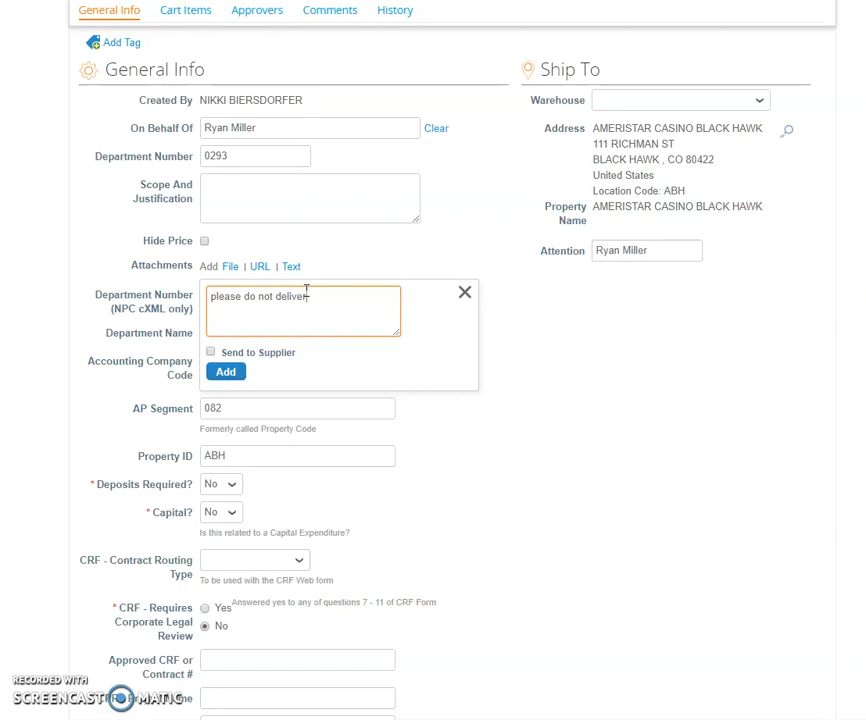 General Info Cart Items Approvers Comments History
Add Tag
General Info
Ship To
Created By NIKKI BIERSDORFER
On Behalf Of Ryan Miller Clear
Department Number 0293
Scope And
Justification
Hide Price
Attachments Add File | URL | Text
Department Number
(NPC cXML only)
please do not deliver
Department Name
Send to Supplier
Accounting Company
Code
Add
AP Segment 082
Formerly called Property Code
Property ID ABH
* Deposits Required? No
* Capital? No
Is this related to a Capital Expenditure?
CRF - Contract Routing
Type
To be used with the CRF Web form
* CRF - Requires
Corporate Legal
Review
Yes Answered yes to any of questions 7 - 11 of CRF Form
No
Approved CRF or
Contract #
Warehouse
Address AMERISTAR CASINO BLACK HAWK
111 RICHMAN ST
BLACK HAWK , CO 80422
United States
Location Code: ABH
Property
Name
AMERISTAR CASINO BLACK HAWK
Attention Ryan Miller
RECORDED WITH
SCREENCAST MATIC